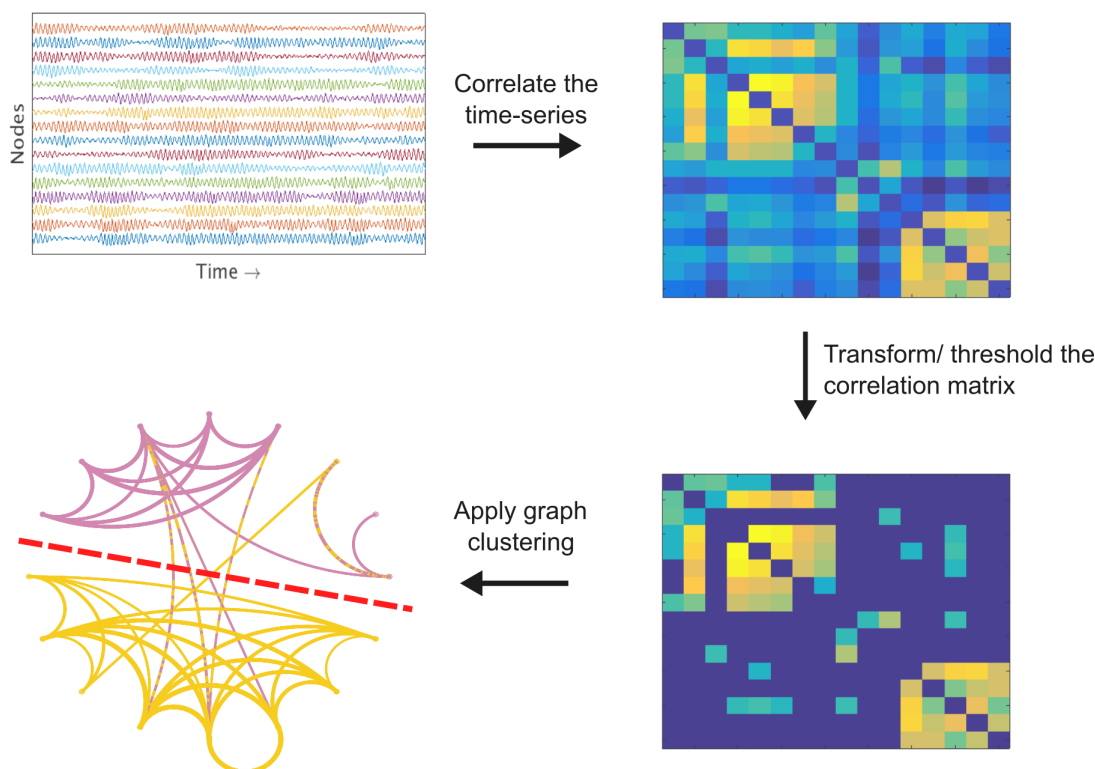 Nodes
Time →
Correlate the
time-series
Transform/ threshold the
correlation matrix
Apply graph
clustering